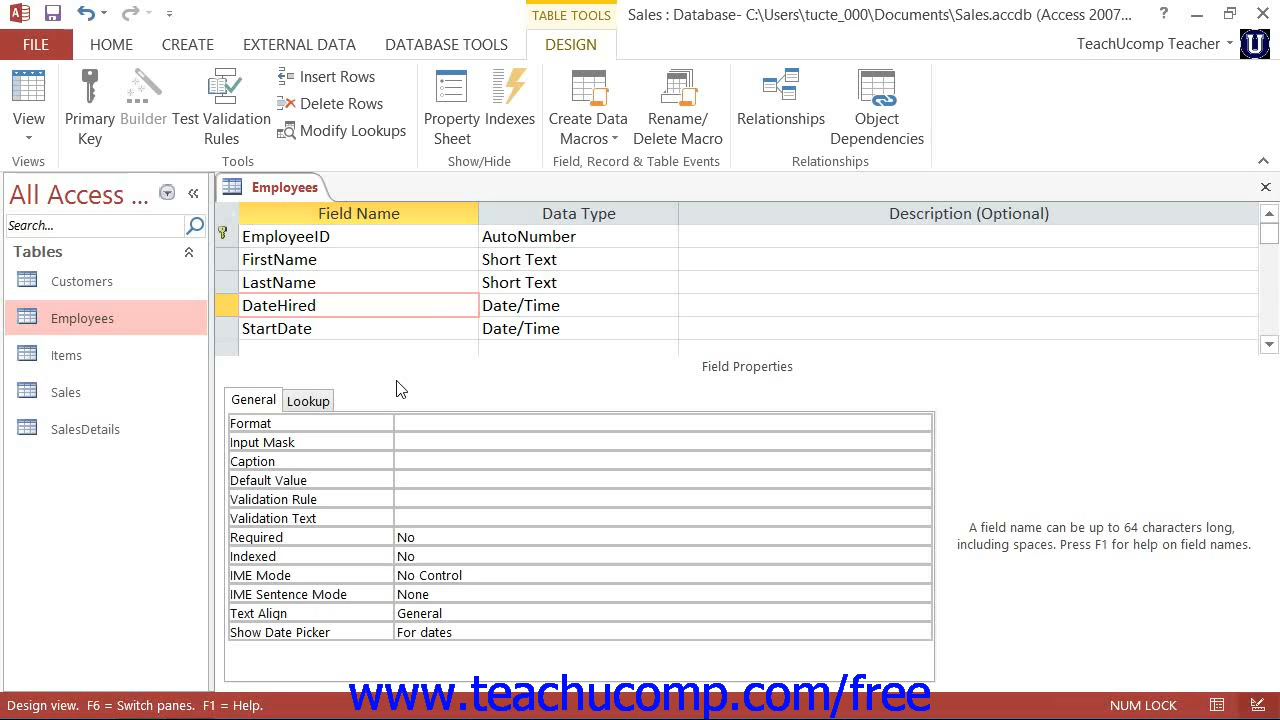 TABLE TOOLS
Sales : Database- C:\Users\tucte_000\Documents\Sales.accdb (Access 2007...
FILE HOME CREATE EXTERNAL DATA DATABASE TOOLS DESIGN TeachUcomp Teacher
View
Primary Key
Builder
Test Validation Rules
Insert Rows
Delete Rows
Modify Lookups
Property Sheet
Indexes
Create Data Macros
Rename/ Delete Macro
Relationships
Object Dependencies
Views Tools Show/Hide Field, Record & Table Events Relationships
All Access ...
Search...
Tables
Customers
Employees
Items
Sales
SalesDetails
Employees
Field Name Data Type Description (Optional)
EmployeeID AutoNumber
FirstName Short Text
LastName Short Text
DateHired Date/Time
StartDate Date/Time
Field Properties
General Lookup
Format
Input Mask
Caption
Default Value
Validation Rule
Validation Text
Required No
Indexed No
IME Mode No Control
IME Sentence Mode None
Text Align General
Show Date Picker For dates
A field name can be up to 64 characters long,
including spaces. Press F1 for help on field names.
www.teachucomp.com/free
Design view. F6 = Switch panes. F1 = Help. NUM LOCK